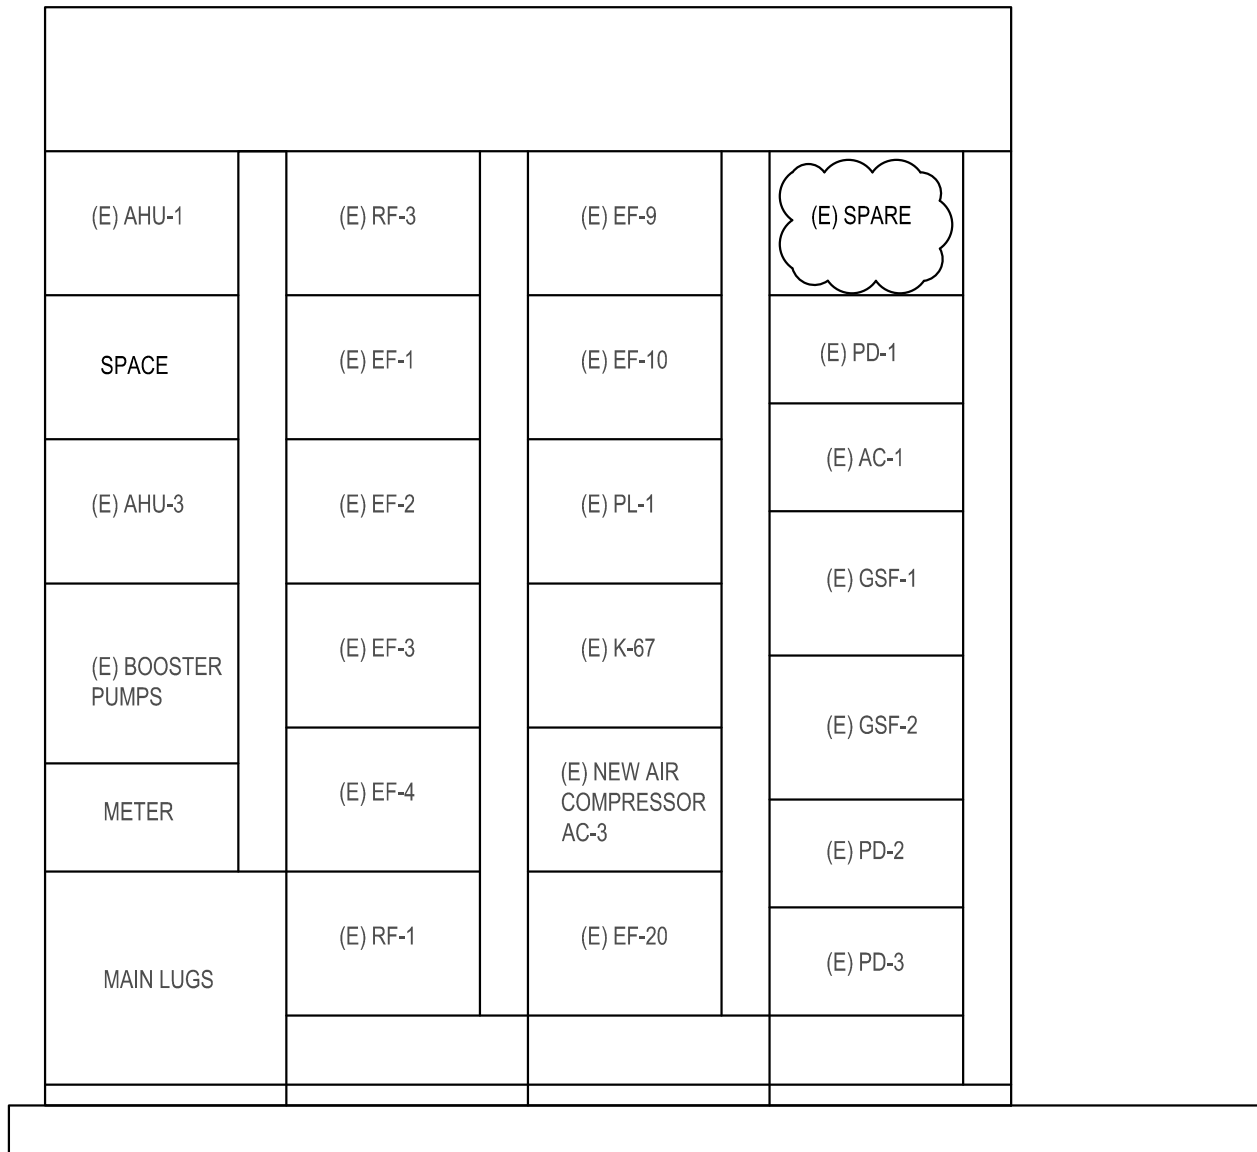 (E) AHU-1
SPACE
(E) AHU-3
(E) BOOSTER
PUMPS
METER
MAIN LUGS
(E) RF-3
(E) EF-1
(E) EF-2
(E) EF-3
(E) EF-4
(E) RF-1
(E) EF-9
(E) EF-10
(E) PL-1
(E) K-67
(E) NEW AIR
COMPRESSOR
AC-3
(E) EF-20
(E) SPARE
(E) PD-1
(E) AC-1
(E) GSF-1
(E) GSF-2
(E) PD-2
(E) PD-3